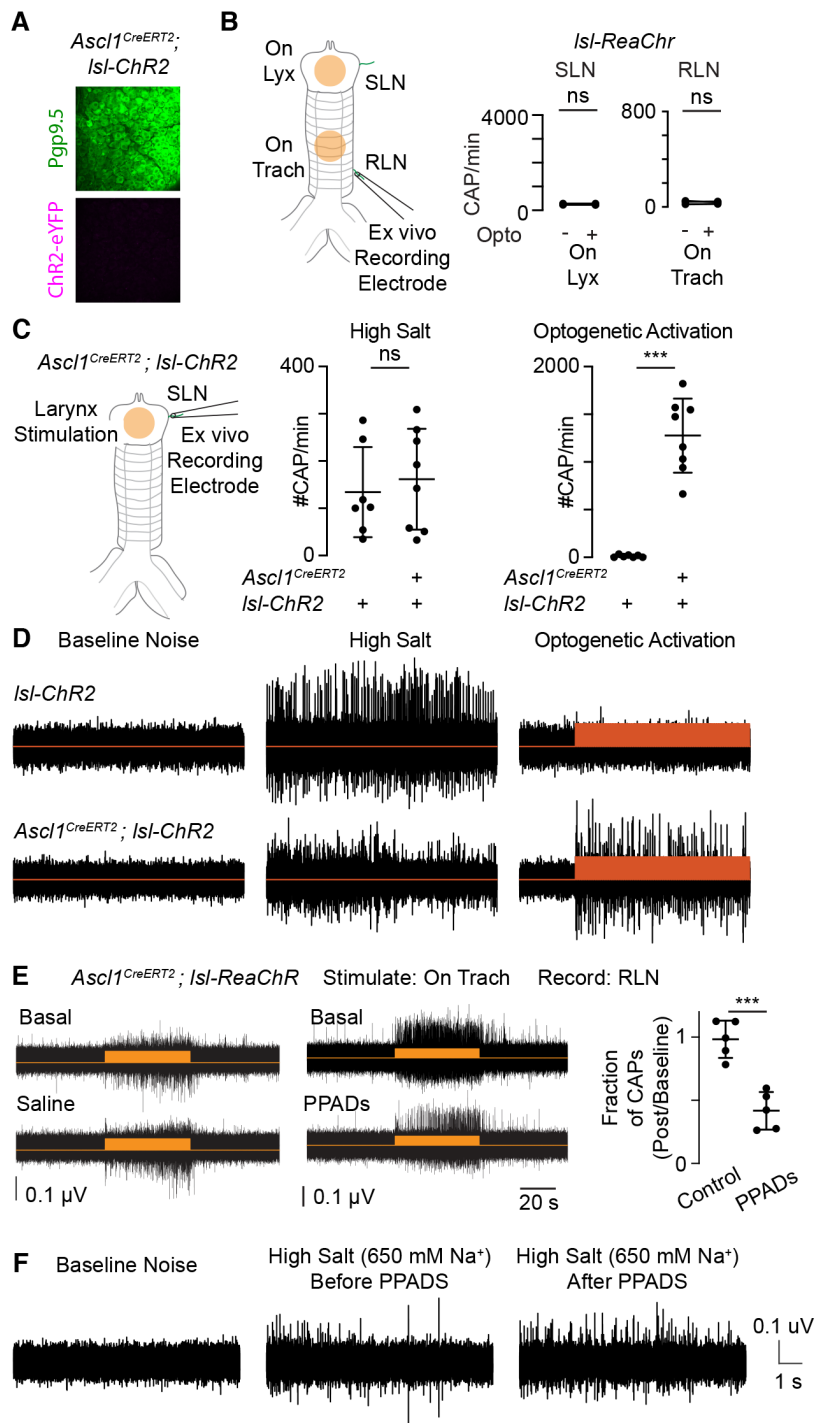 A
Ascl1CreERT2;
lsl-ChR2
Pgp9.5
ChR2-eYFP
B
On
Lyx
SLN
On
Trach
RLN
Ex vivo
Recording
Electrode
lsl-ReaChr
SLN
RLN
ns
ns
4000
0
CAP/min
800
0
Opto
- +
- +
On
Lyx
On
Trach
C
Ascl1CreERT2 ; lsl-ChR2
Larynx
Stimulation
SLN
Ex vivo
Recording
Electrode
High Salt
ns
400
0
#CAP/min
Ascl1CreERT2 +
lsl-ChR2 + +
Optogenetic Activation
***
2000
0
#CAP/min
Ascl1CreERT2 +
lsl-ChR2 + +
D
Baseline Noise
High Salt
Optogenetic Activation
lsl-ChR2
Ascl1CreERT2 ; lsl-ChR2
E
Ascl1CreERT2 ; lsl-ReaChR Stimulate: On Trach Record: RLN
Basal
Saline
0.1 µV
Basal
PPADs
0.1 µV
20 s
***
1
0
Fraction
of CAPs
(Post/Baseline)
Control
PPADs
F
Baseline Noise
High Salt (650 mM Na+)
Before PPADS
High Salt (650 mM Na+)
After PPADS
0.1 uV
1 s